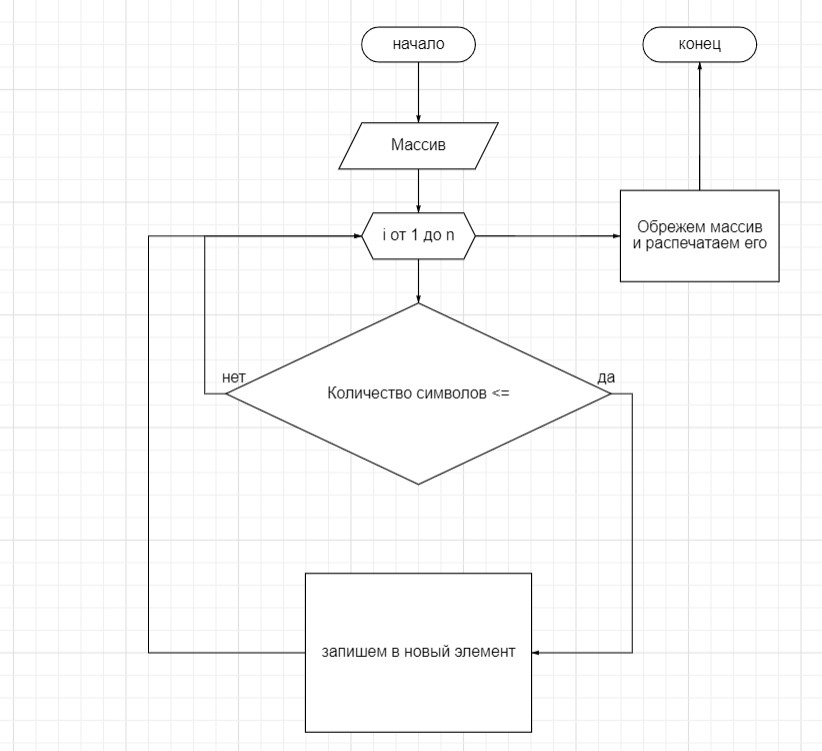 начало
конец
Массив
i от 1 до n
Обрежем массив
и распечатаем его
нет
да
Количество символов <=
запишем в новый элемент